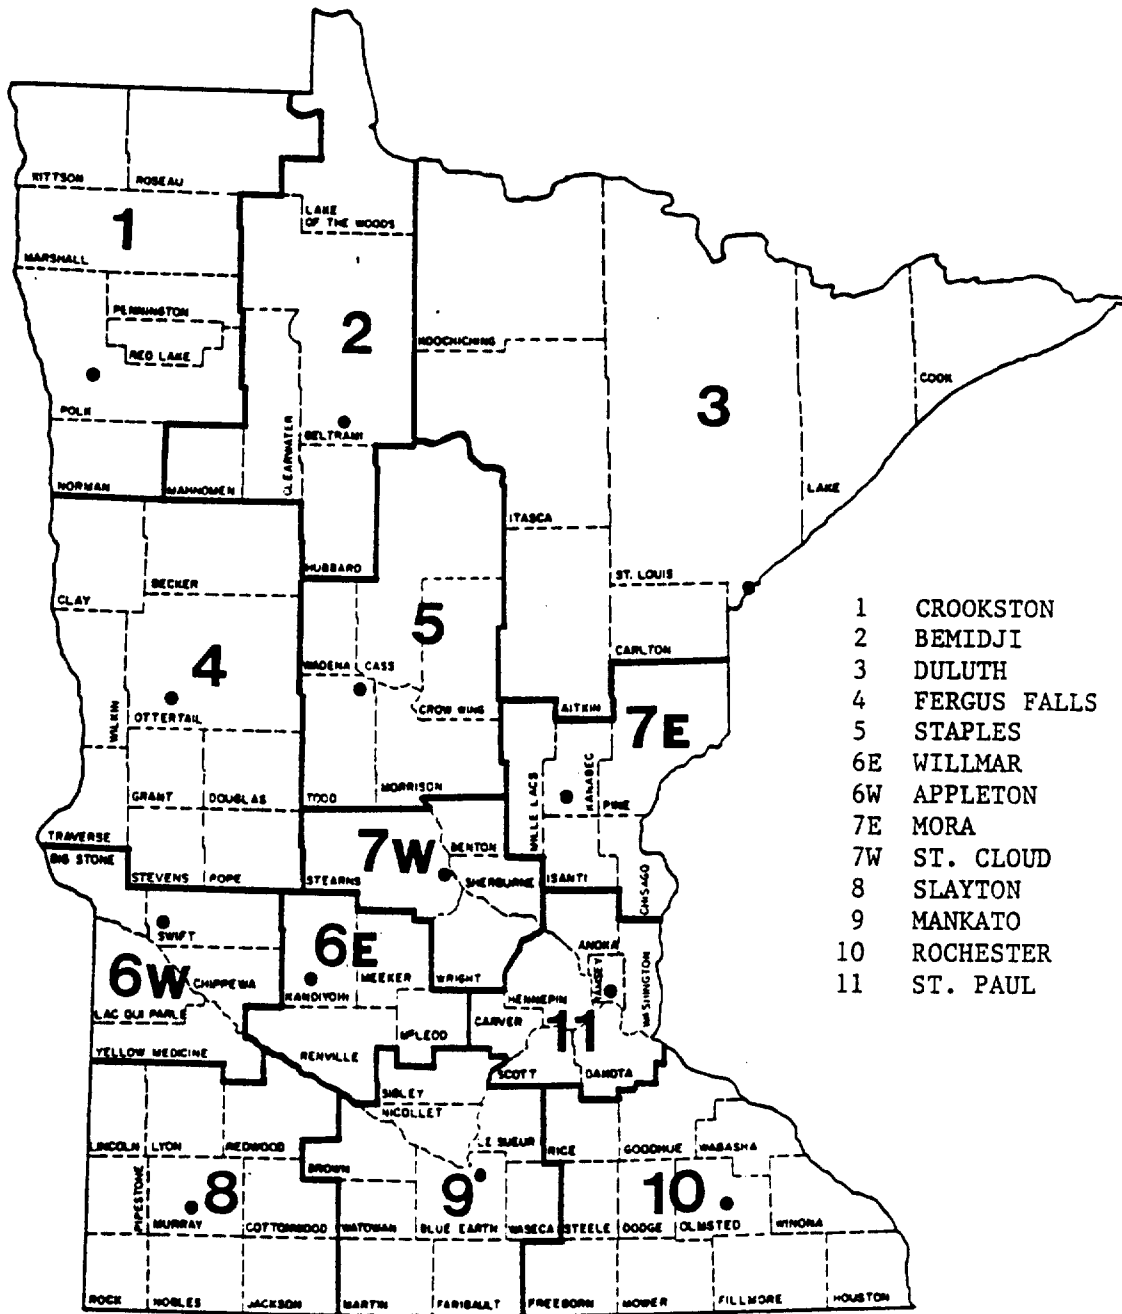 KITTSON
ROSEAU
LAKE
OF THE WOODS
1
MARSHALL
PENNINGTON
RED LAKE
2
KOOCHICHING
COOK
3
POLK
BELTRAMI
CLEARWATER
NORMAN
MAHNOMEN
LAKE
ITASCA
HUBBARD
ST. LOUIS
BECKER
CLAY
5
WADENA
CASS
CARLTON
4
CROW WING
AITKIN
7E
WILKIN
OTTERTAIL
MORRISON
GRANT
DOUGLAS
TODD
MILLE LACS
KANABEC
PINE
TRAVERSE
BIG STONE
7W
BENTON
STEVENS
POPE
STEARNS
SHERBURNE
ISANTI
CHISAGO
SWIFT
6E
ANOKA
6W
CHIPPEWA
KANDIYOHI
MEEKER
WRIGHT
HENNEPIN
RAMSEY
WASHINGTON
LAC QUI PARLE
McLEOD
CARVER
11
YELLOW MEDICINE
RENVILLE
SCOTT
DAKOTA
SIBLEY
NICOLLET
LINCOLN
LYON
REDWOOD
LE SUEUR
RICE
GOODHUE
WABASHA
BROWN
PIPESTONE
8
9
10
MURRAY
COTTONWOOD
WATONWAN
BLUE EARTH
WASECA
STEELE
DODGE
OLMSTED
WINONA
ROCK
NOBLES
JACKSON
MARTIN
FARIBAULT
FREEBORN
MOWER
FILLMORE
HOUSTON
1 CROOKSTON
2 BEMIDJI
3 DULUTH
4 FERGUS FALLS
5 STAPLES
6E WILLMAR
6W APPLETON
7E MORA
7W ST. CLOUD
8 SLAYTON
9 MANKATO
10 ROCHESTER
11 ST. PAUL